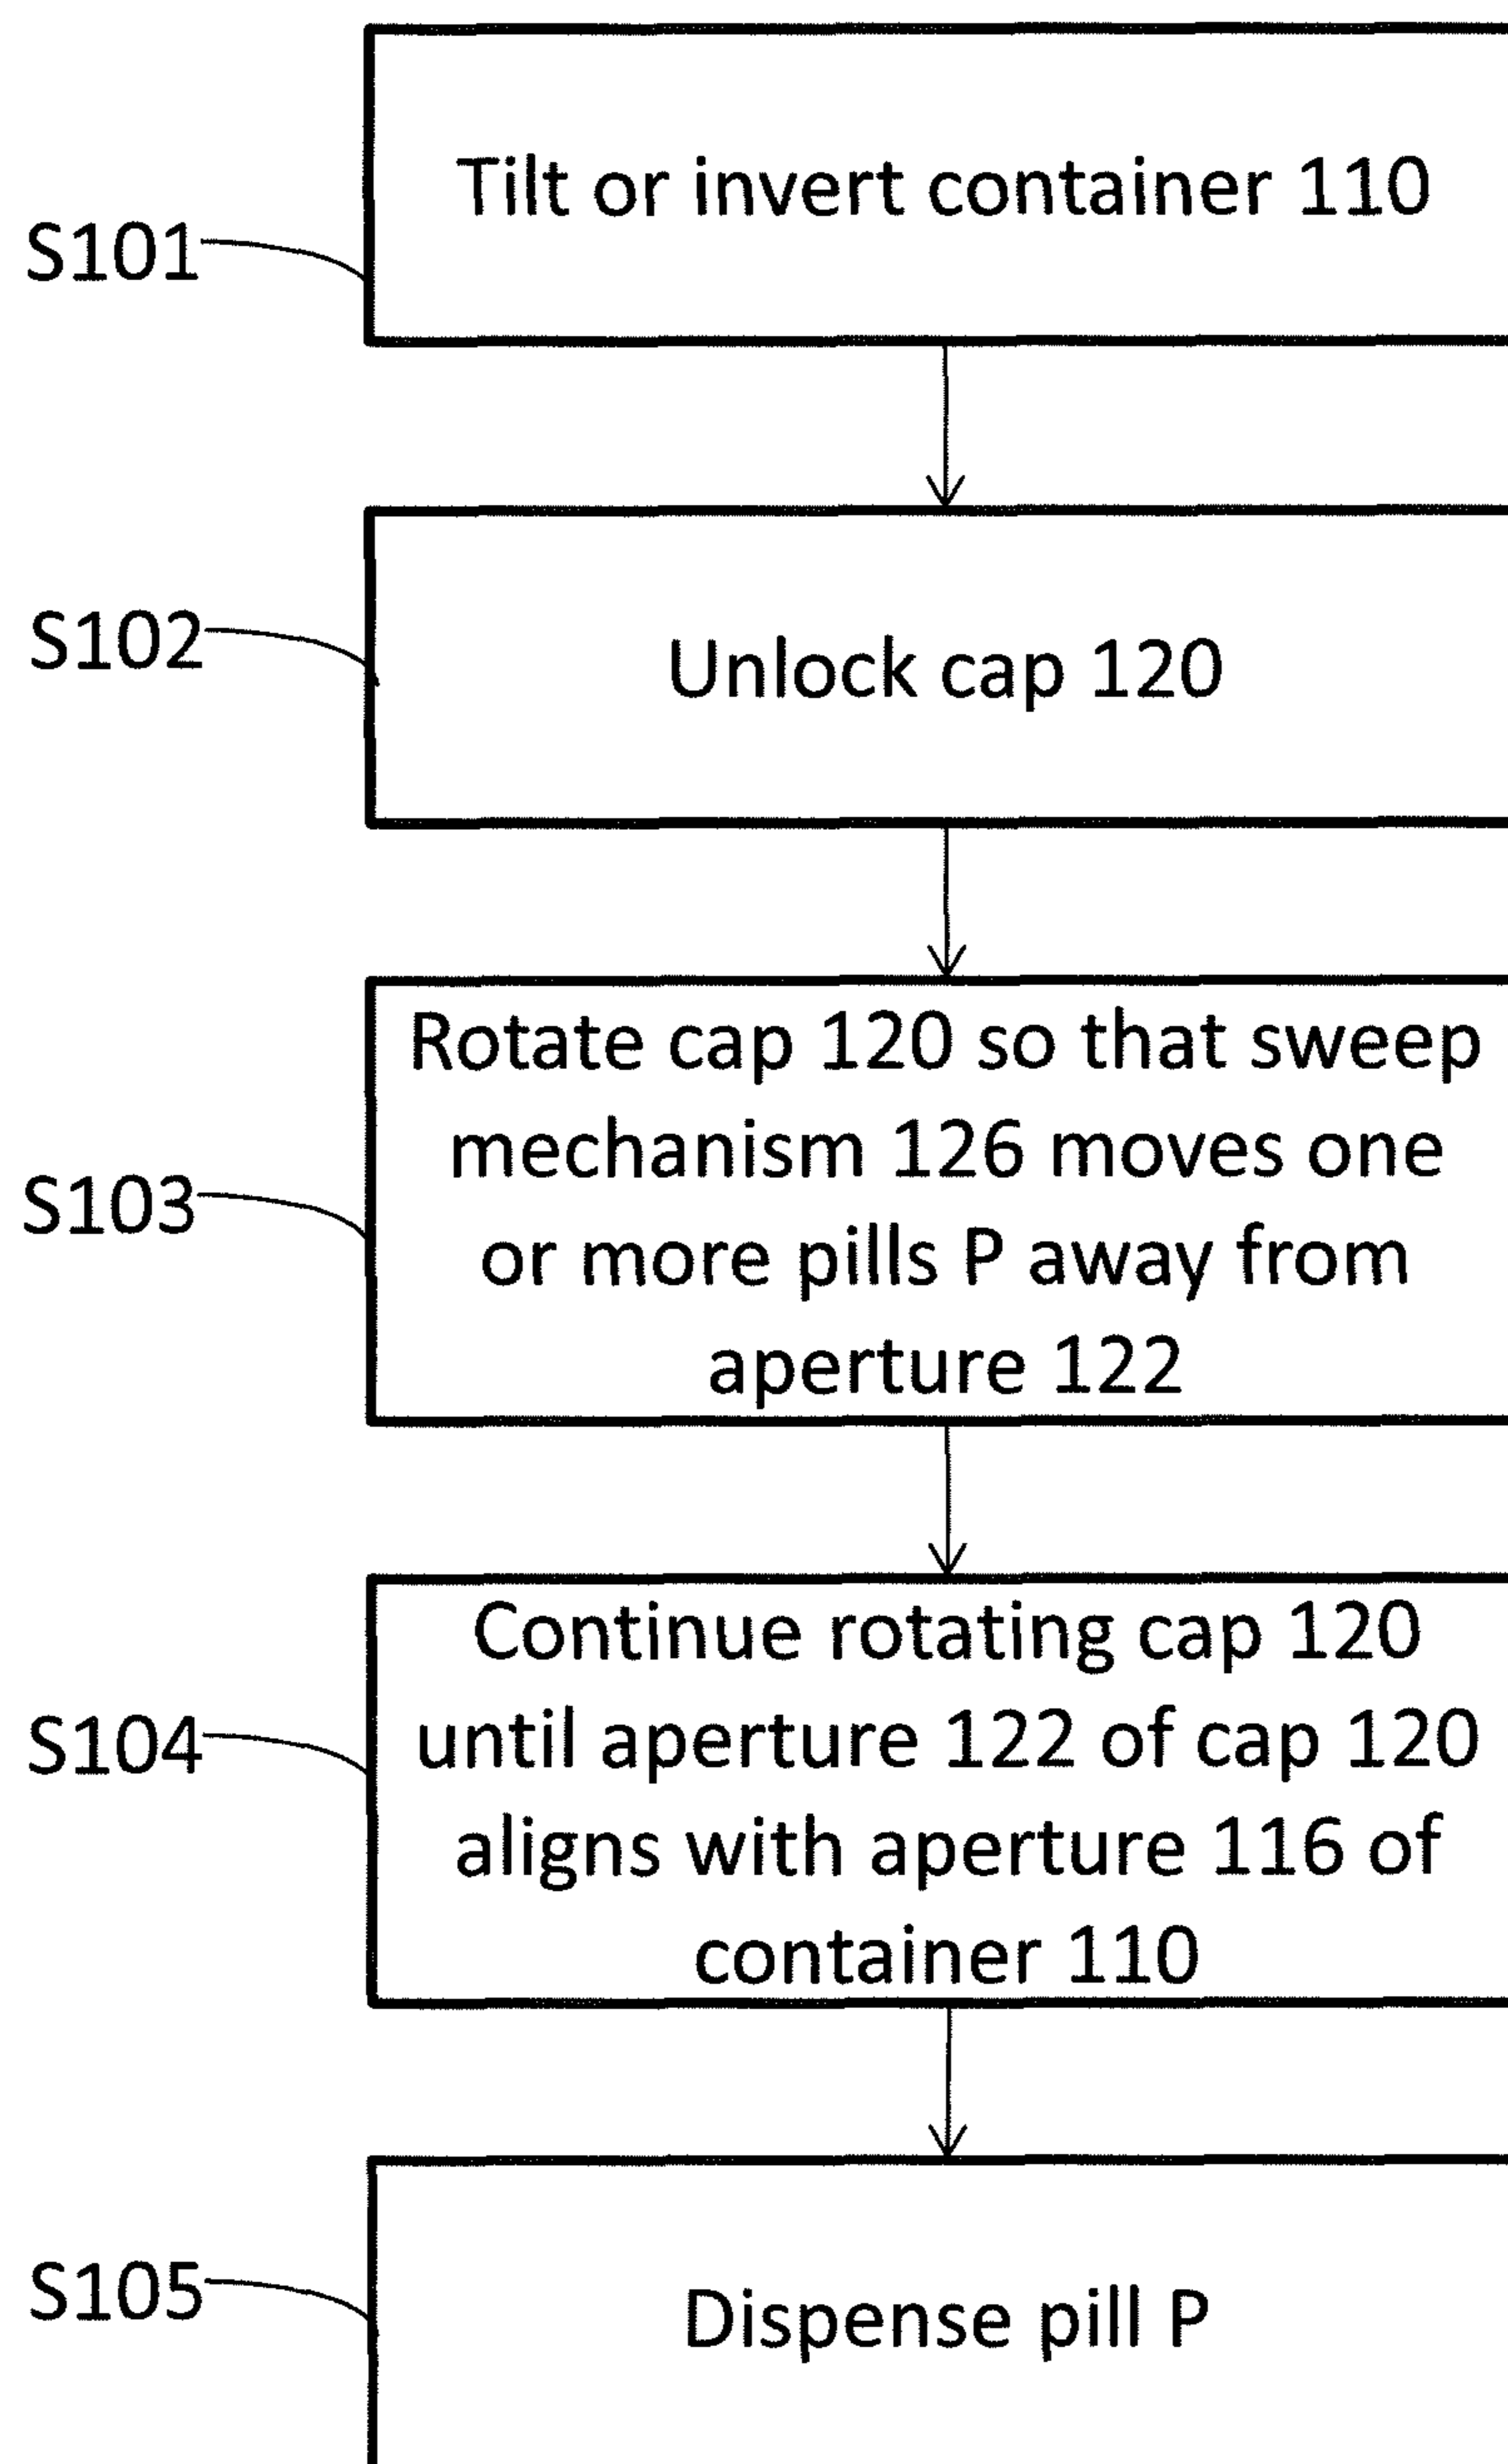 Tilt or invert container 110
S101
S102
Unlock cap 120
Rotate cap 120 so that sweep
mechanism 126 moves one
S103
or more pills P away from
aperture 122
Continue rotating cap 120
S104
until aperture 122 of cap 120
aligns with aperture 116 of
container 110
S105
Dispense pill P